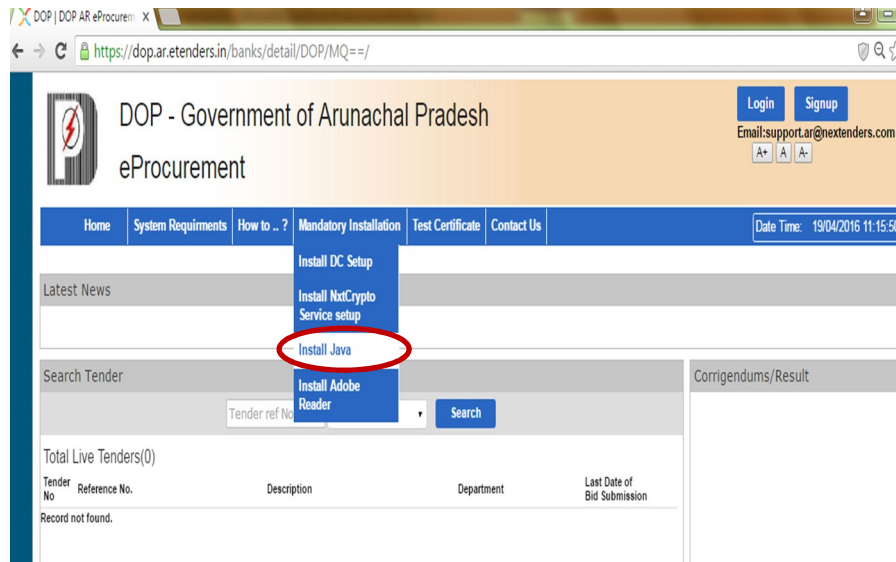 DOP | DOP AR eProcurem
https://dop.ar.etenders.in/banks/detail/DOP/MQ==/
DOP - Government of Arunachal Pradesh
eProcurement
Login Signup
Email:support.ar@nextenders.com
A+ A A-
Home System Requirments How to .. ? Mandatory Installation Test Certificate Contact Us
Date Time: 19/04/2016 11:15:50
Install DC Setup
Install NxtCrypto
Service setup
Install Java
Install Adobe
Reader
Latest News
Search Tender
Tender ref No
Search
Corrigendums/Result
Total Live Tenders(0)
Tender
No
Reference No.
Description
Department
Last Date of
Bid Submission
Record not found.